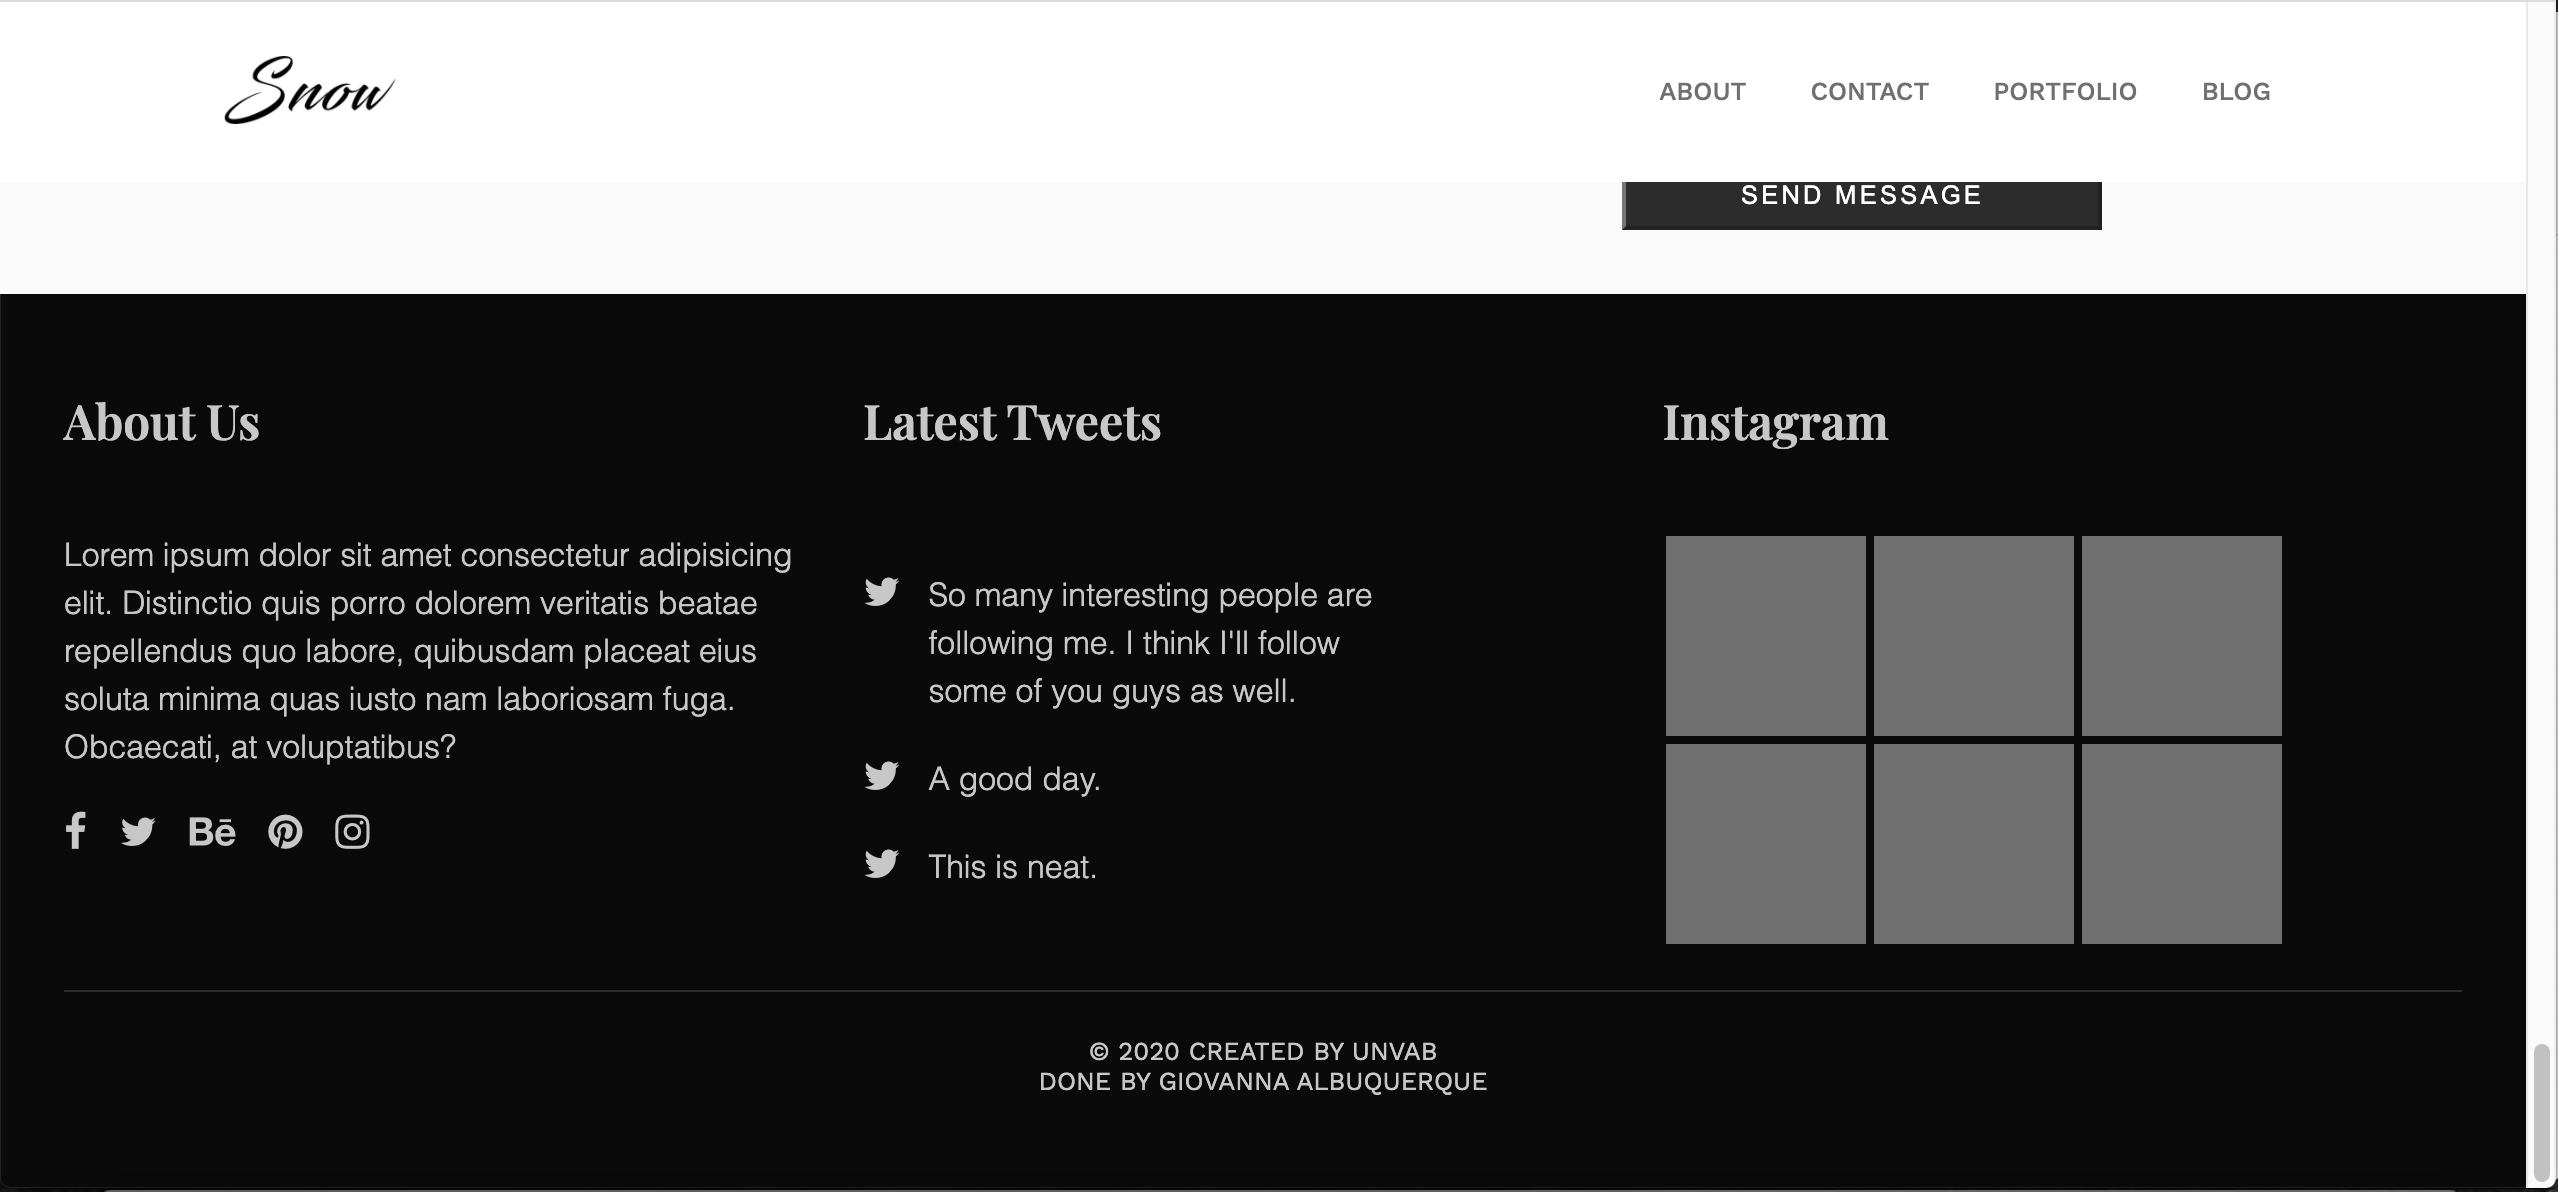 Snow
ABOUT CONTACT PORTFOLIO BLOG
SEND MESSAGE
About Us
Lorem ipsum dolor sit amet consectetur adipisicing
elit. Distinctio quis porro dolorem veritatis beatae
repellendus quo labore, quibusdam placeat eius
soluta minima quas iusto nam laboriosam fuga.
Obcaecati, at voluptatibus?
Bē
Latest Tweets
So many interesting people are
following me. I think I'll follow
some of you guys as well.
A good day.
This is neat.
Instagram
© 2020 CREATED BY UNVAB
DONE BY GIOVANNA ALBUQUERQUE